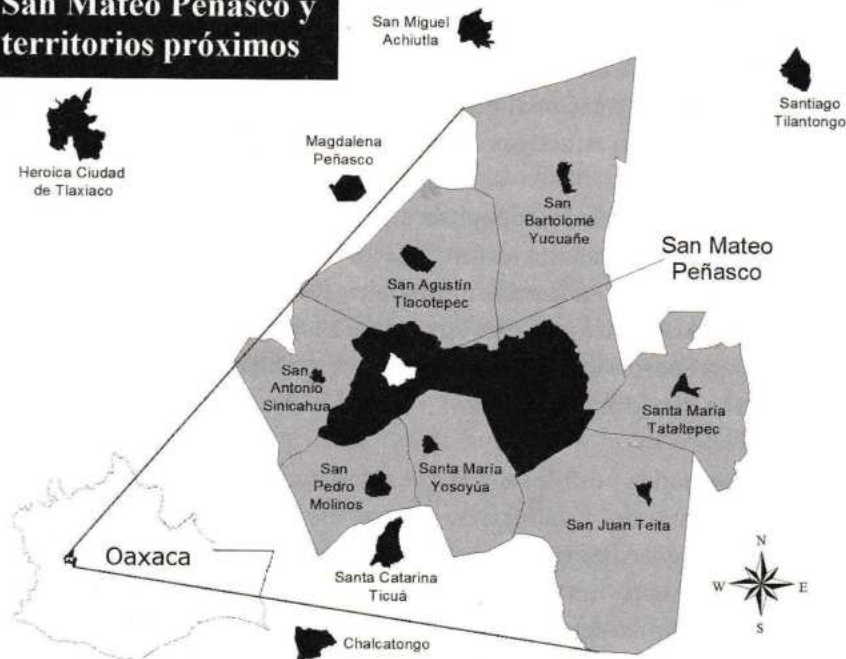 San Mateo Peñasco y
territorios próximos
San Miguel
Achiutla
Santiago
Tilantongo
Heroica Ciudad
de Tlaxiaco
Magdalena
Peñasco
San
Bartolomé
Yucuañe
San Mateo
Peñasco
San Agustín
Tlacotepec
San
Antonio
Sinicahua
Santa María
Tataltepec
San
Pedro
Molinos
Santa María
Yosoyúa
San Juan Teita
Oaxaca
Santa Catarina
Ticuá
Chalcatongo
N
W
E
S